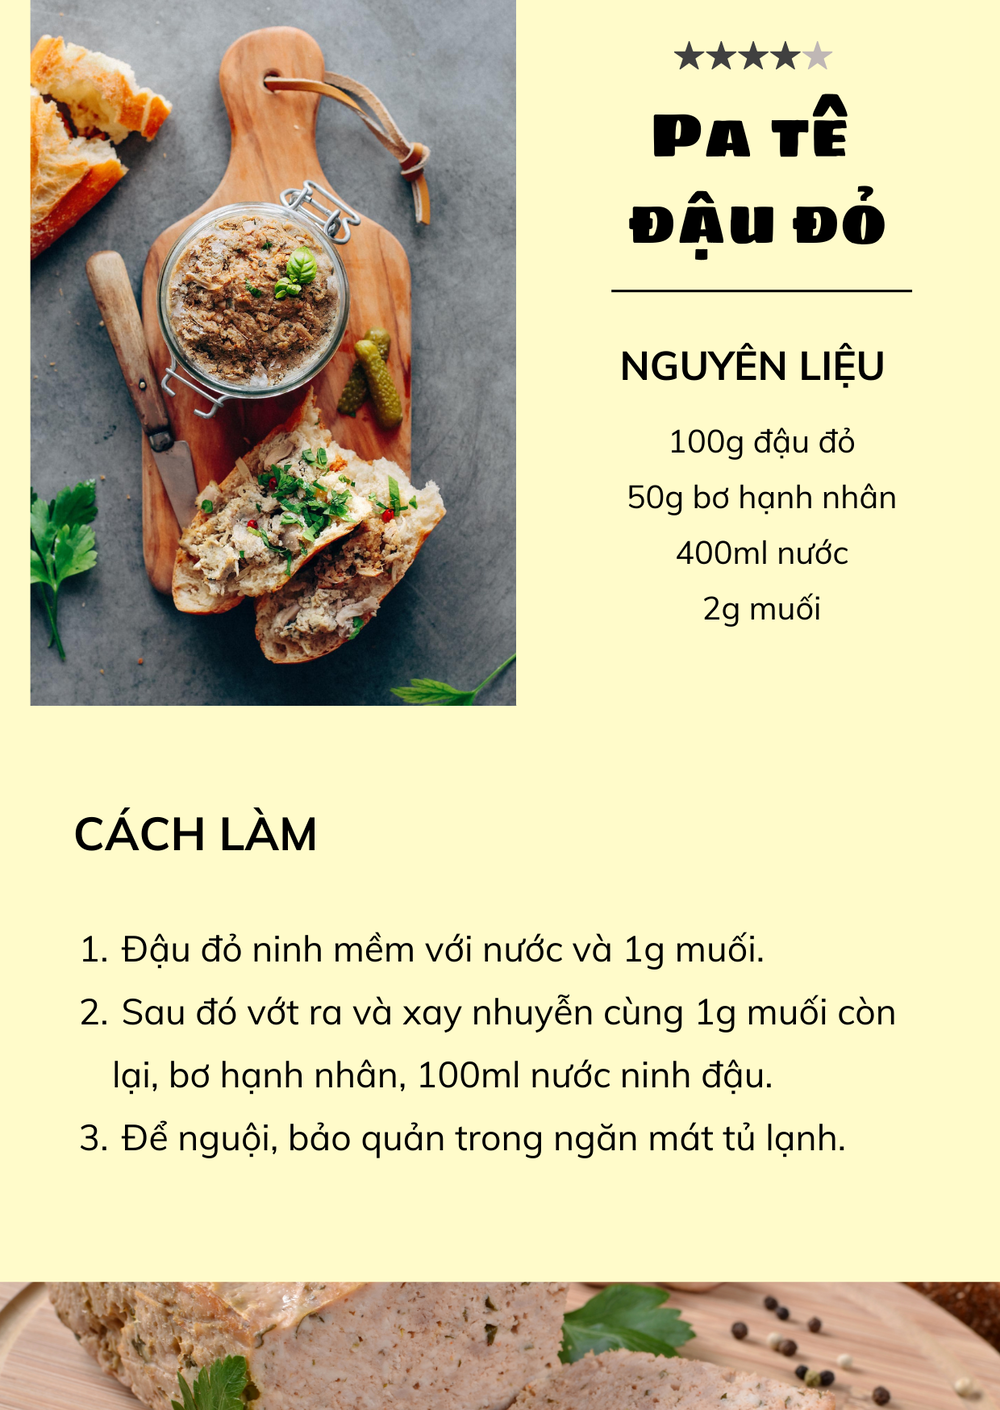 Pa tê
đậu đỏ
NGUYÊN LIỆU
100g đậu đỏ
50g bơ hạnh nhân
400ml nước
2g muối
CÁCH LÀM
1. Đậu đỏ ninh mềm với nước và 1g muối.
2. Sau đó vớt ra và xay nhuyễn cùng 1g muối còn
lại, bơ hạnh nhân, 100ml nước ninh đậu.
3. Để nguội, bảo quản trong ngăn mát tủ lạnh.